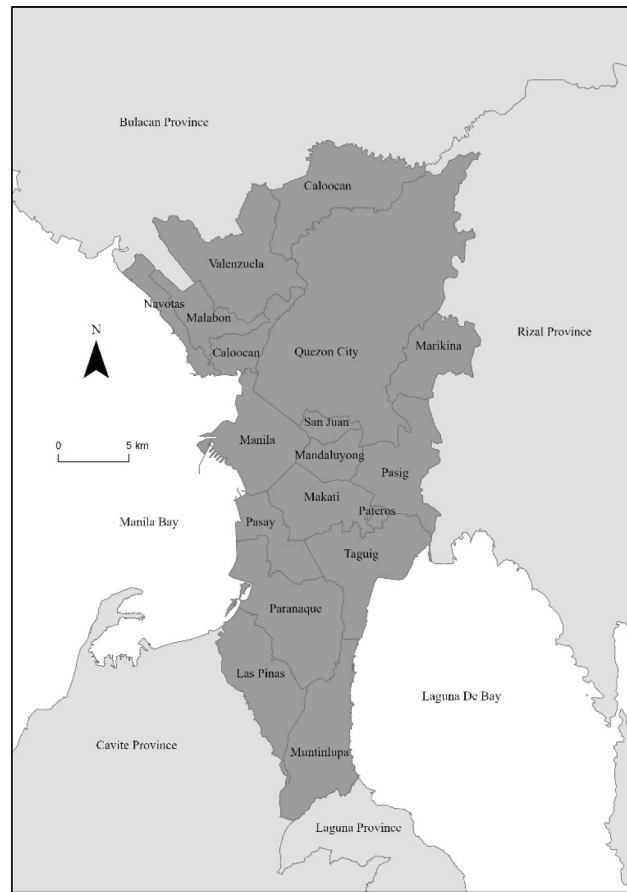 Bulacan Province
Caloocan
Valenzuela
Navotas
Malabon
Rizal Province
N
Caloocan
Quezon City
Marikina
San Juan
0 5 km
Manila
Mandaluyong
Pasig
Makati
Pateros
Manila Bay
Pasay
Taguig
Paranaque
Las Pinas
Laguna De Bay
Cavite Province
Muntinlupa
Laguna Province